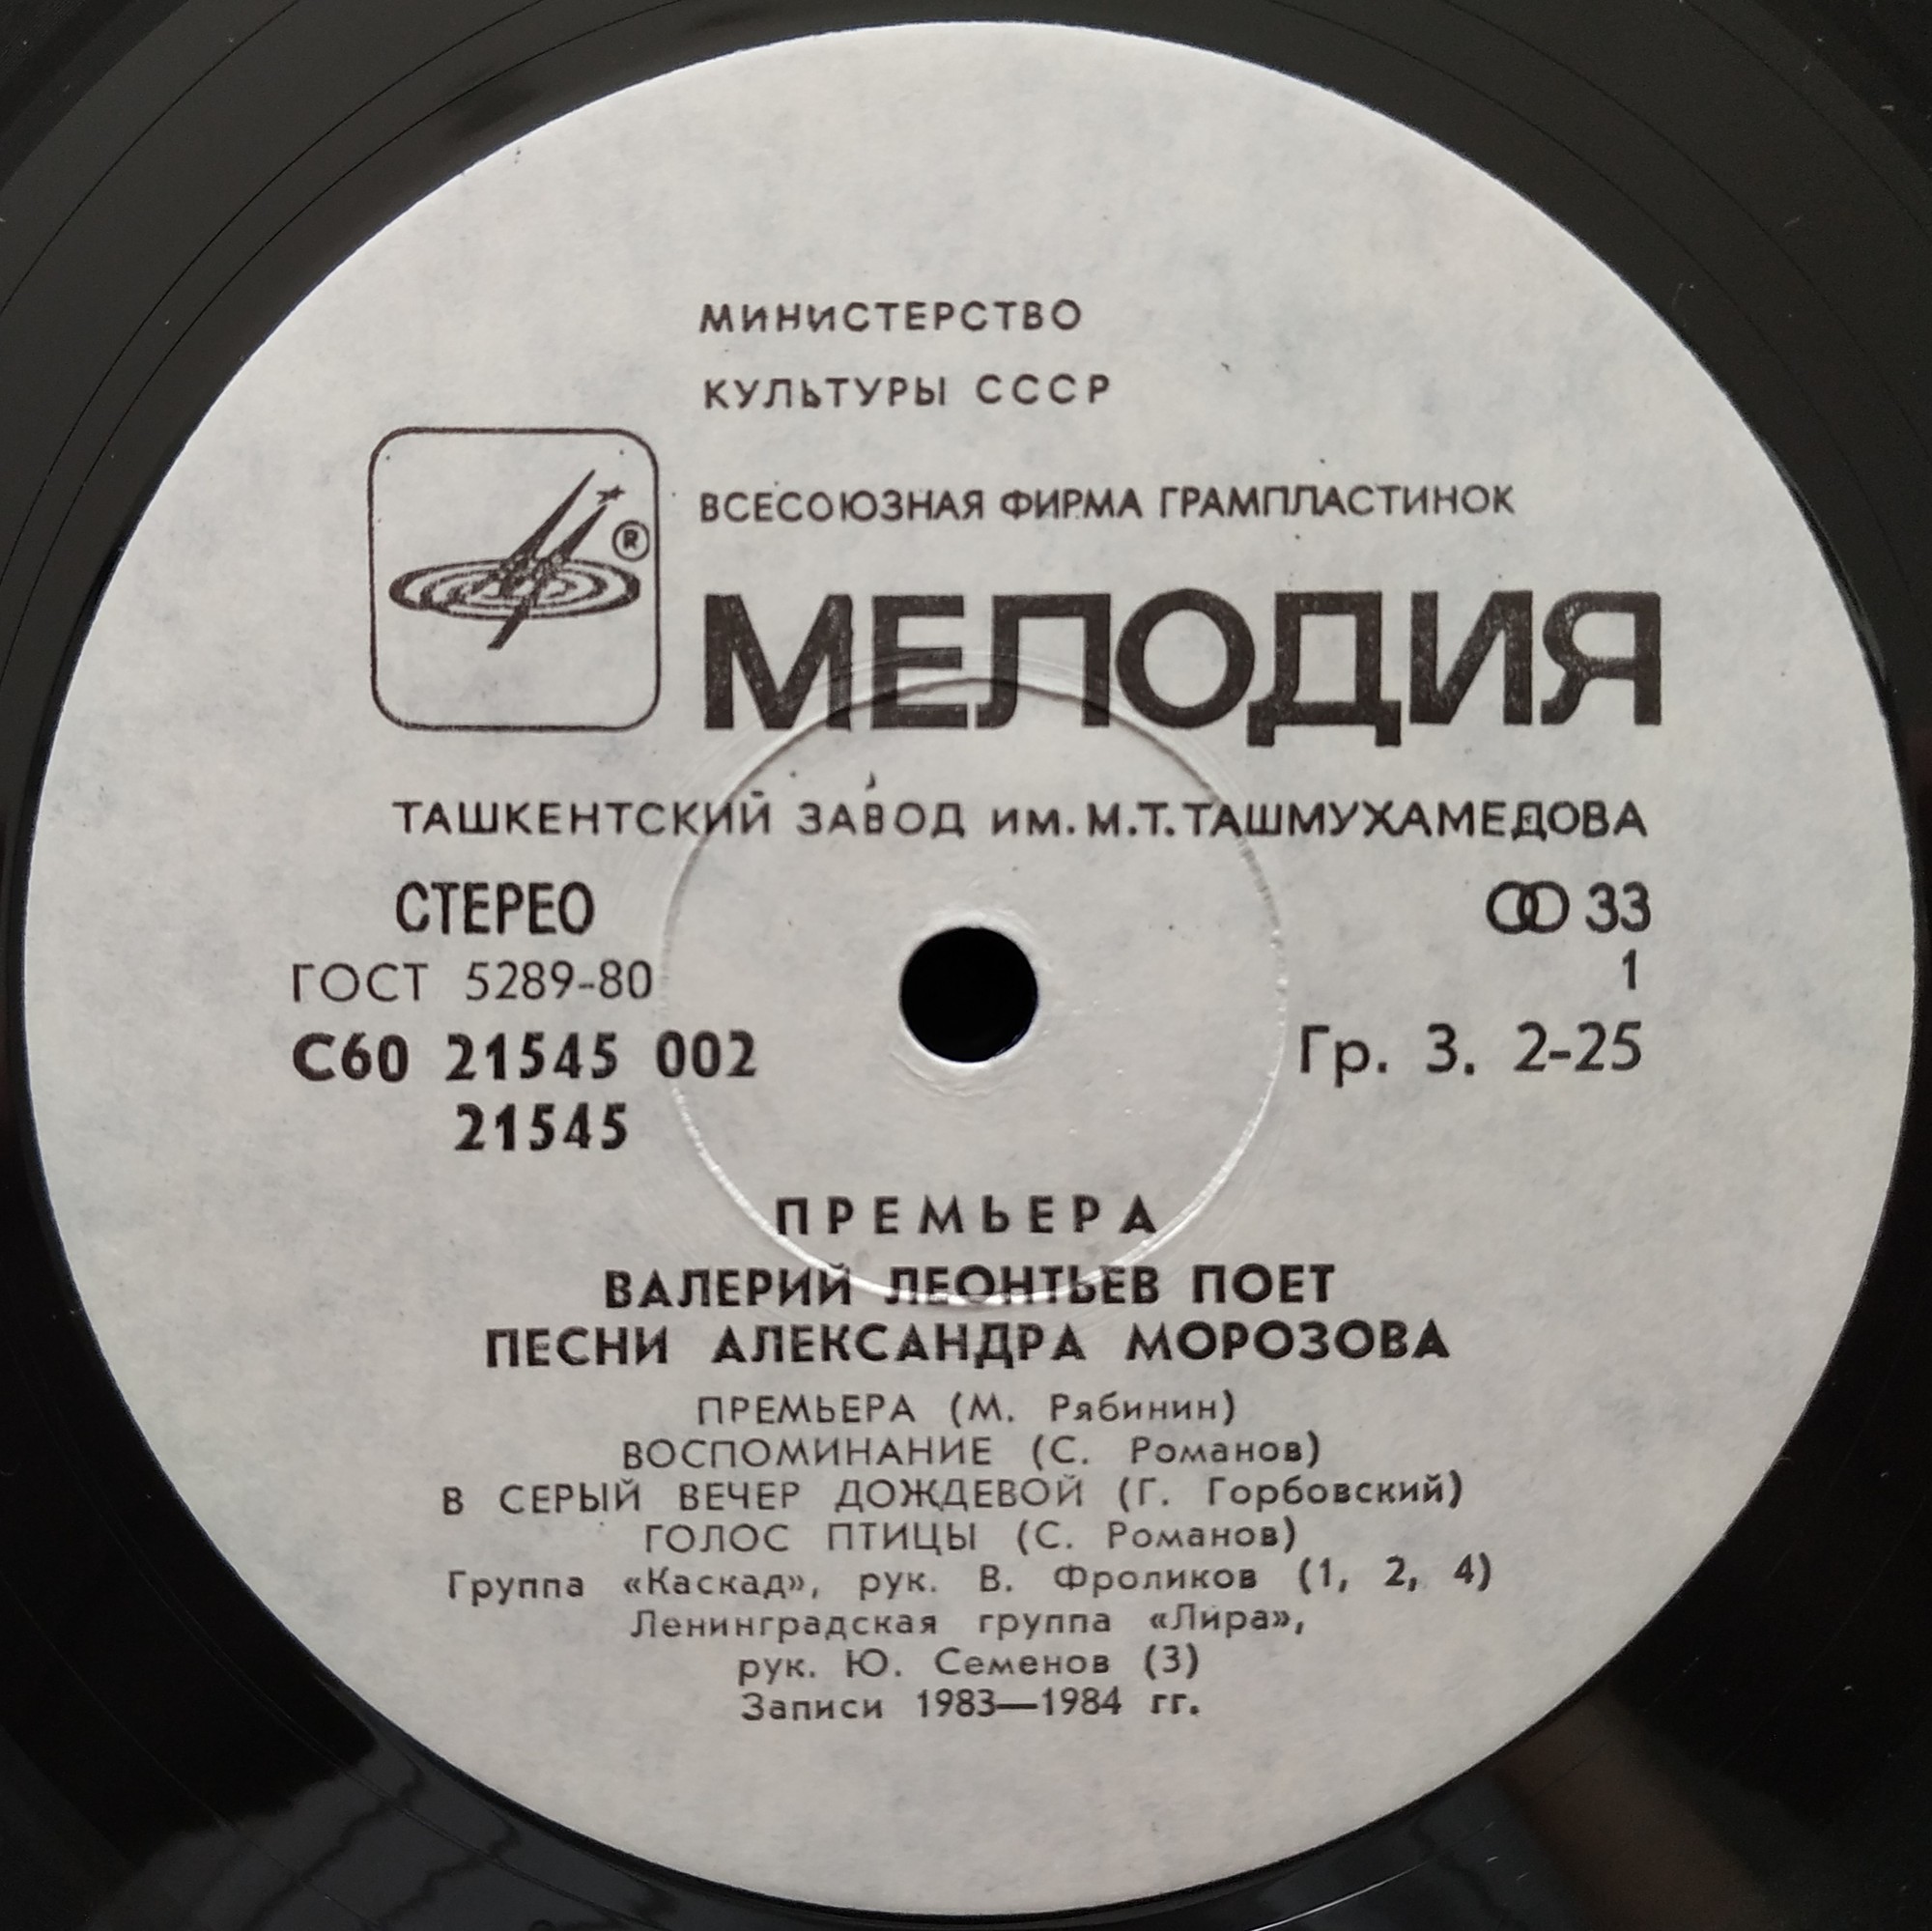 МИНИСТЕРСТВО
КУЛЬТУРЫ СССР
ВСЕСОЮЗНАЯ ФИРМА ГРАМПЛАСТИНОК
®
МЕЛОДИЯ
ТАШКЕНТСКИЙ ЗАВОД им. М.Т. ТАШМУХАМЕДОВА
СТЕРЕО
33
ГОСТ 5289-80
1
С60 21545 002
Гр. 3. 2-25
21545
ПРЕМЬЕРА
ВАЛЕРИЙ ЛЕОНТЬЕВ ПОЕТ
ПЕСНИ АЛЕКСАНДРА МОРОЗОВА
ПРЕМЬЕРА (М. Рябинин)
ВОСПОМИНАНИЕ (С. Романов)
В СЕРЫЙ ВЕЧЕР ДОЖДЕВОЙ (Г. Горбовский)
ГОЛОС ПТИЦЫ (С. Романов)
Группа «Каскад», рук. В. Фроликов (1, 2, 4)
Ленинградская группа «Лира»,
рук. Ю. Семенов (3)
Записи 1983—1984 гг.